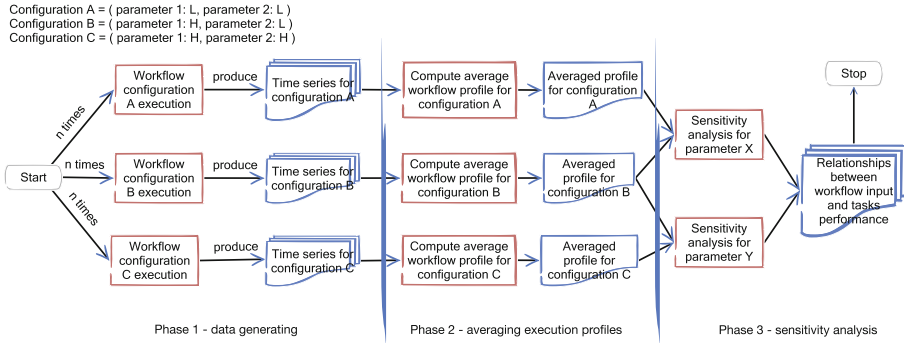 Configuration A = ( parameter 1: L, parameter 2: L )
Configuration B = ( parameter 1: H, parameter 2: L )
Configuration C = ( parameter 1: H, parameter 2: H )
Start
n times
n times
n times
Workflow
configuration
A execution
produce
Time series for
configuration A
Compute average
workflow profile for
configuration A
Averaged profile
for configuration
A
Workflow
configuration
B execution
produce
Time series for
configuration B
Compute average
workflow profile for
configuration B
Averaged
profile for
configuration B
Workflow
configuration
C execution
produce
Time series for
configuration C
Compute average
workflow profile for
configuration C
Averaged
profile for
configuration C
Sensitivity
analysis for
parameter X
Sensitivity
analysis for
parameter Y
Stop
Relationships
between
workflow input
and tasks
performance
Phase 1 - data generating
Phase 2 - averaging execution profiles
Phase 3 - sensitivity analysis